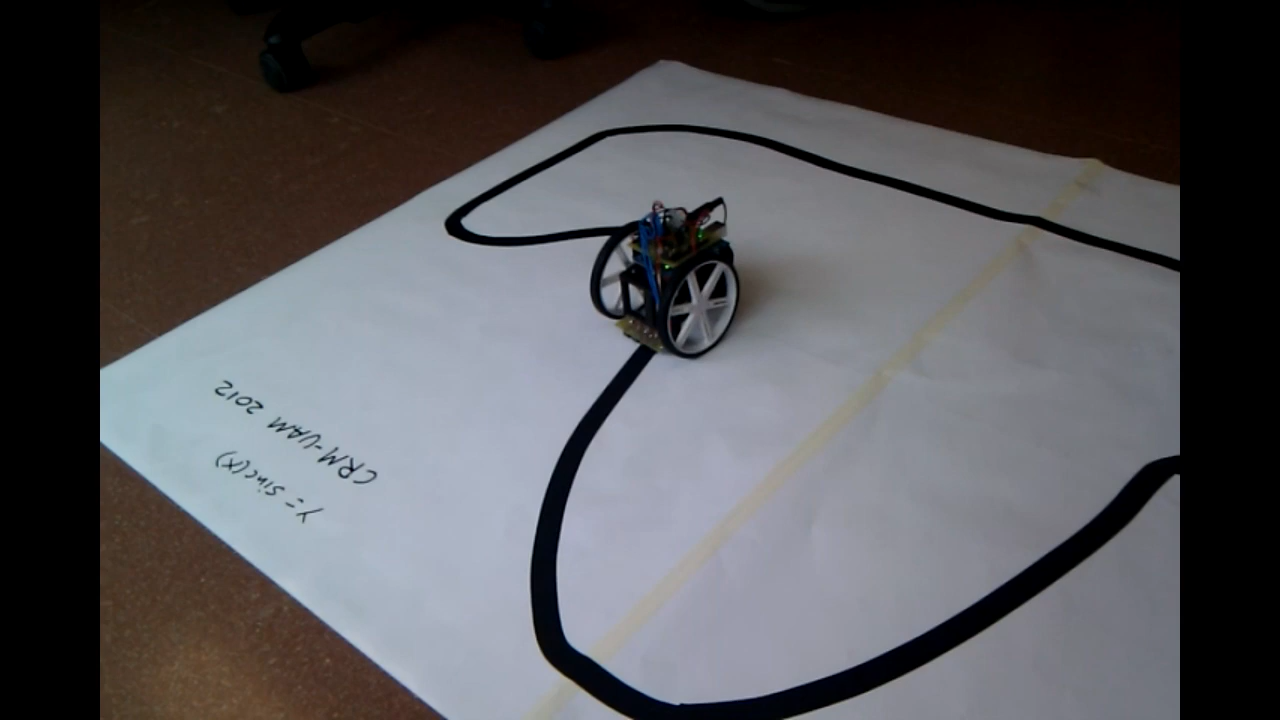 Y = Sinc(x)
CRM-UAM 2012